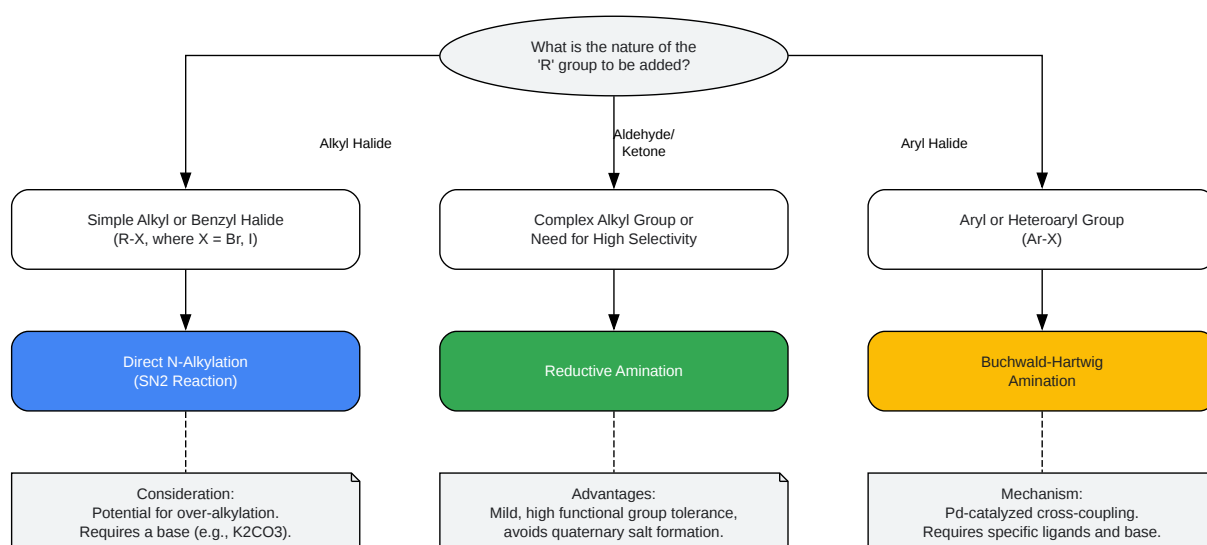 What is the nature of the
'R' group to be added?
Alkyl Halide
Aldehyde/
Ketone
Aryl Halide
Simple Alkyl or Benzyl Halide
(R-X, where X = Br, I)
Complex Alkyl Group or
Need for High Selectivity
Aryl or Heteroaryl Group
(Ar-X)
Direct N-Alkylation
(SN2 Reaction)
Reductive Amination
Buchwald-Hartwig
Amination
Consideration:
Potential for over-alkylation.
Requires a base (e.g., K2CO3).
Advantages:
Mild, high functional group tolerance,
avoids quaternary salt formation.
Mechanism:
Pd-catalyzed cross-coupling.
Requires specific ligands and base.